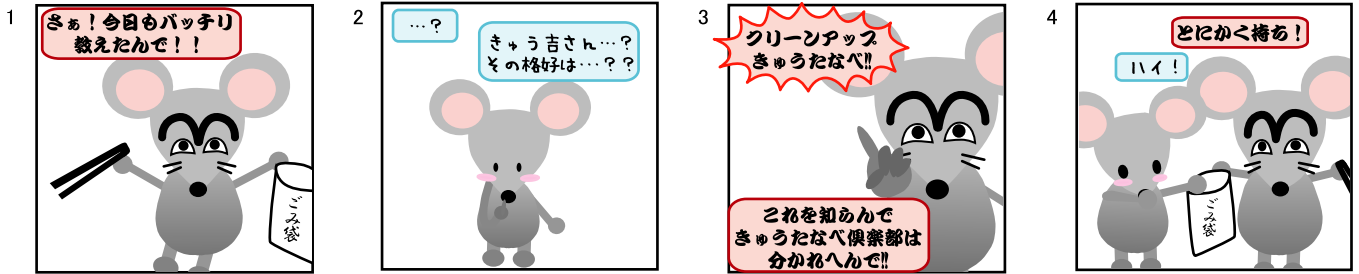 1
さぁ！今日もバッチリ
教えたんで！！
ごみ袋
2
…？
きゅう吉さん…？
その格好は…？？
3
クリーンアップ
きゅうたなべ!!
これを知らんで
きゅうたなべ倶楽部は
分かれへんで!!
4
とにかく持ち！
ハイ！
ごみ袋